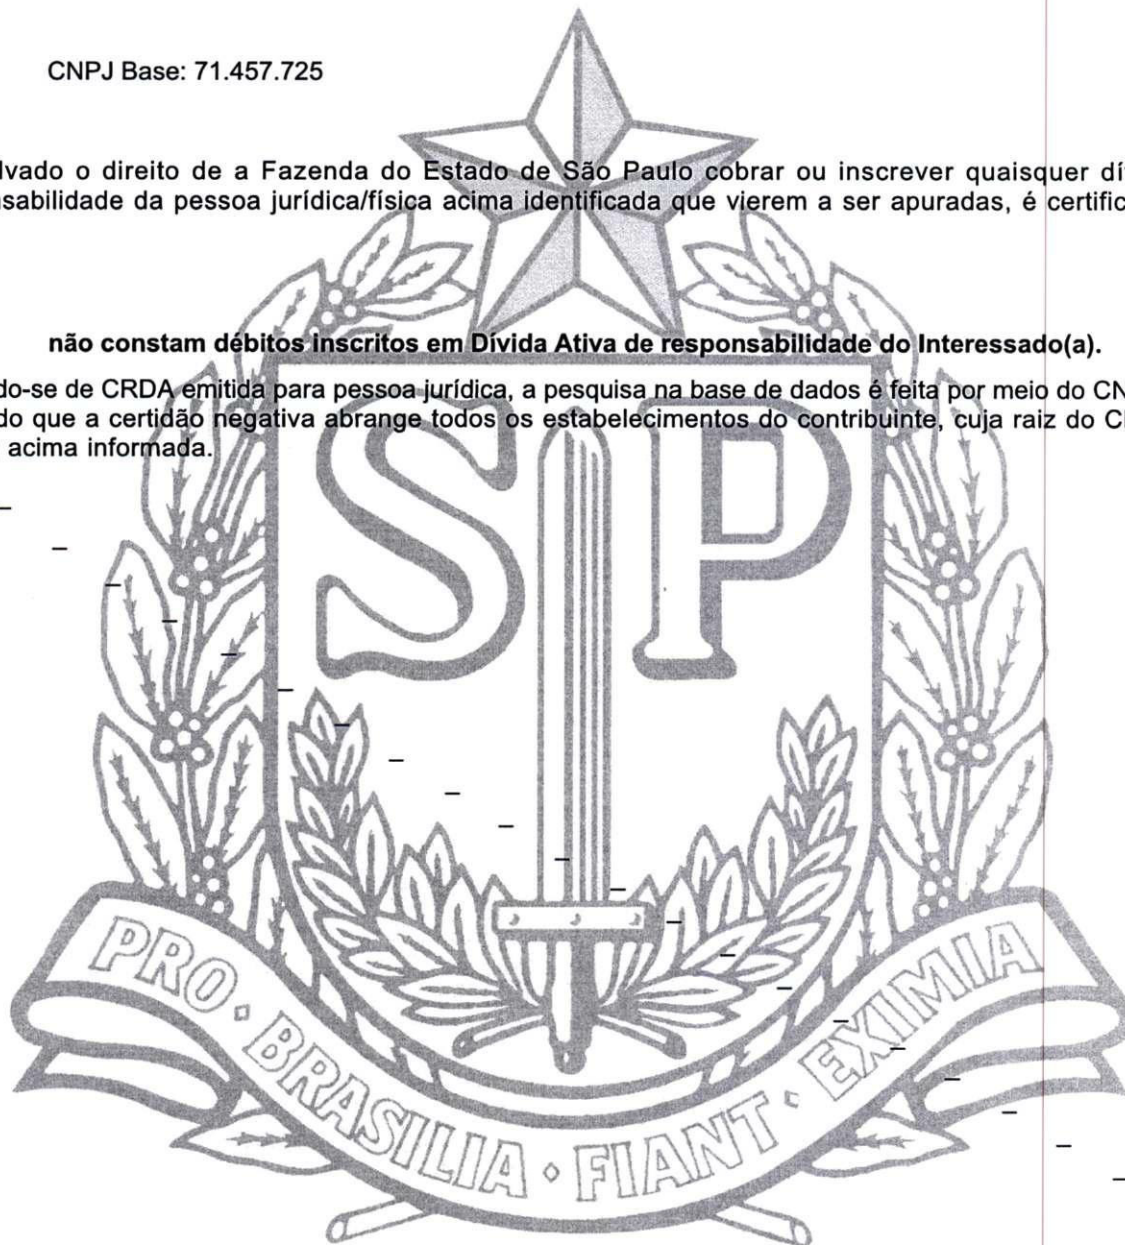 CNPJ Base: 71.457.725
lvado o direito de a Fazenda do Estado de São Paulo cobrar ou inscrever quaisquer dí
nsabilidade da pessoa jurídica/física acima identificada que vierem a ser apuradas, é certific
não constam débitos inscritos em Dívida Ativa de responsabilidade do Interessado(a).
do-se de CRDA emitida para pessoa jurídica, a pesquisa na base de dados é feita por meio do CN
do que a certidão negativa abrange todos os estabelecimentos do contribuinte, cuja raiz do C
acima informada.
SP
PRO · BRASILIA · FIANT · EXIMIA